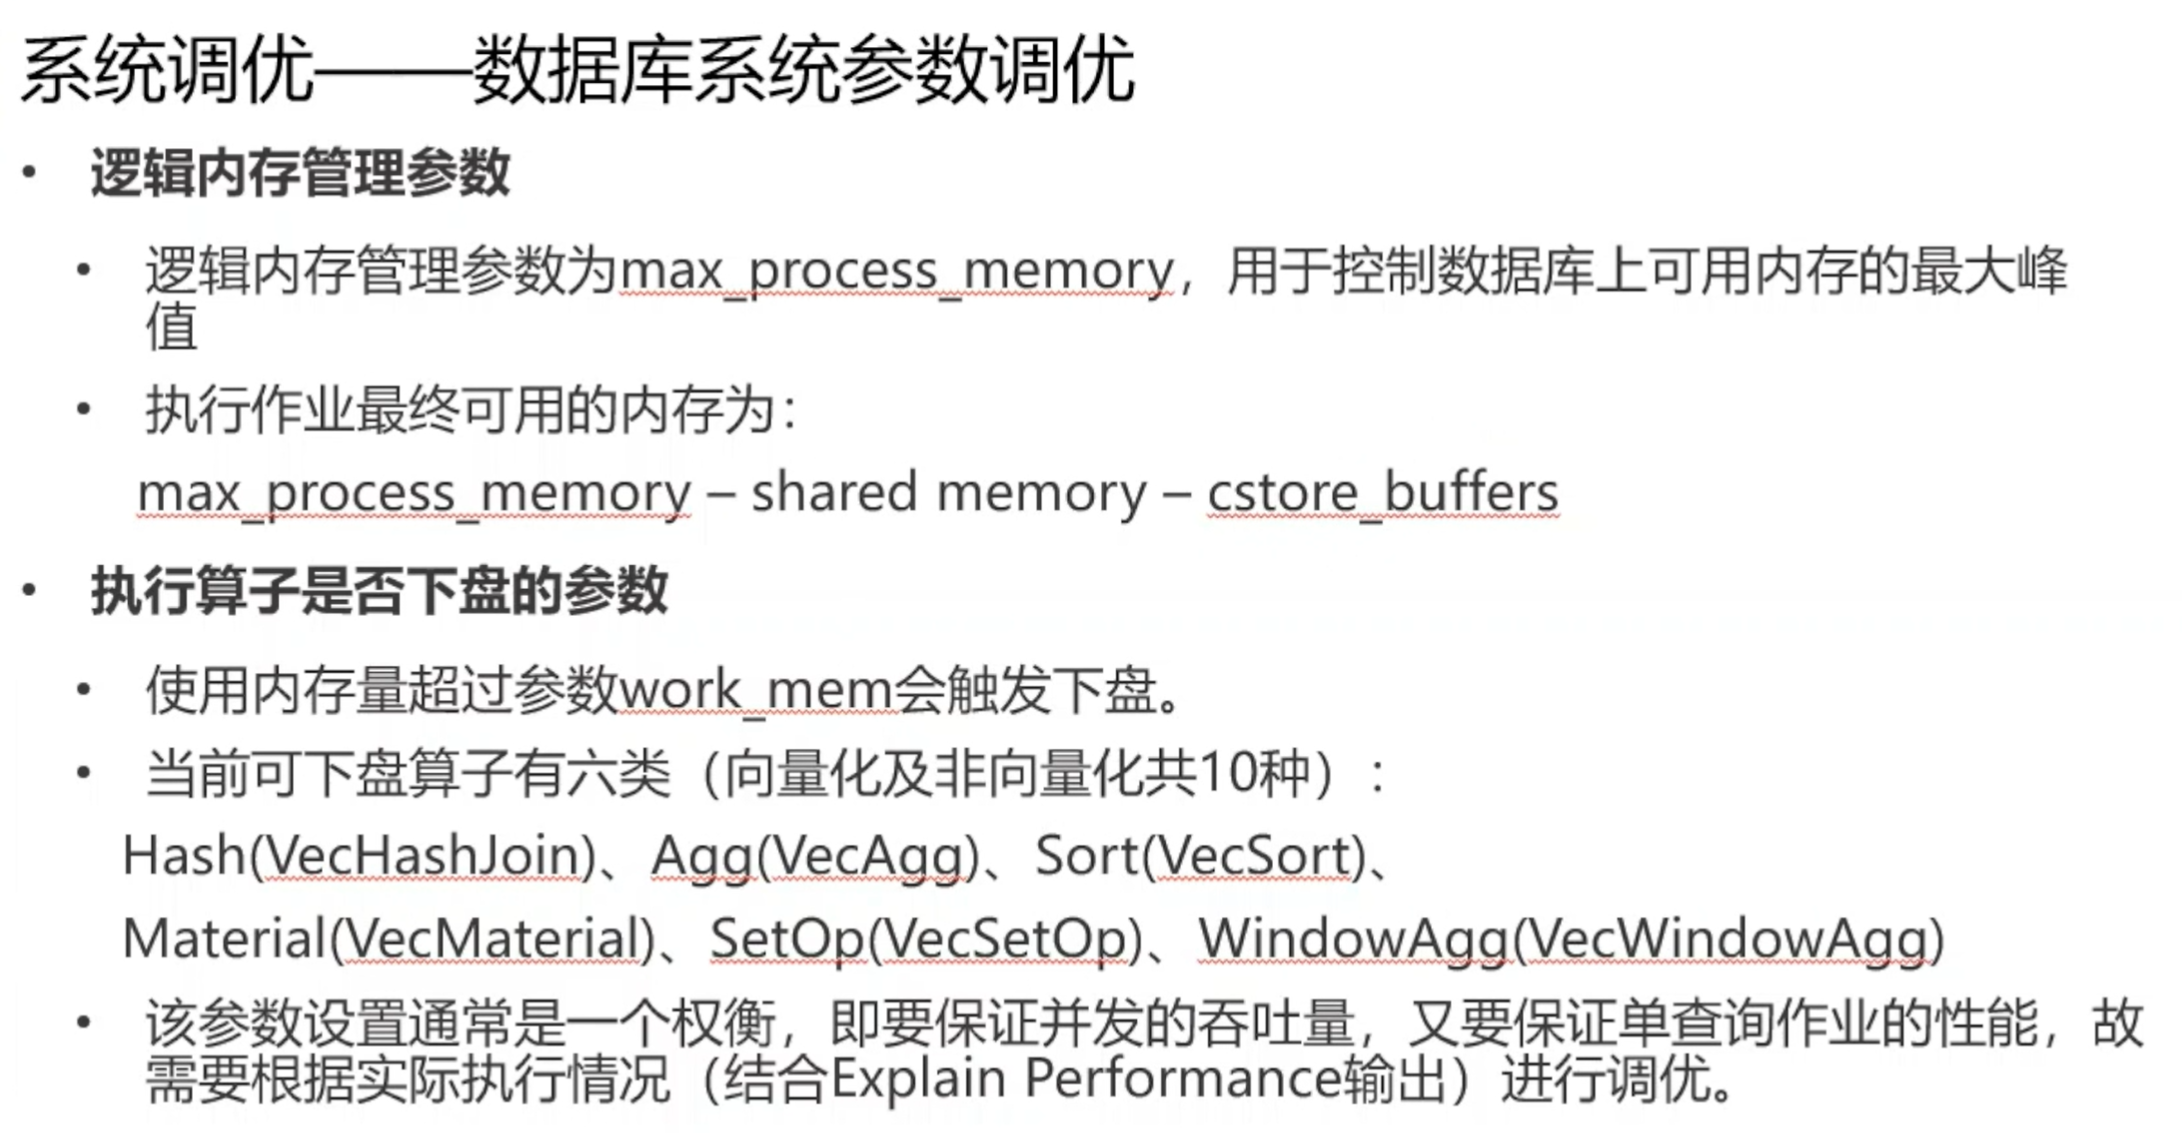 系统调优——数据库系统参数调优
• 逻辑内存管理参数
• 逻辑内存管理参数为max_process_memory，用于控制数据库上可用内存的最大峰
值
• 执行作业最终可用的内存为：
max_process_memory – shared memory – cstore_buffers
• 执行算子是否下盘的参数
• 使用内存量超过参数work_mem会触发下盘。
• 当前可下盘算子有六类（向量化及非向量化共10种）：
Hash(VecHashJoin)、Agg(VecAgg)、Sort(VecSort)、
Material(VecMaterial)、SetOp(VecSetOp)、WindowAgg(VecWindowAgg)
• 该参数设置通常是一个权衡，即要保证并发的吞吐量，又要保证单查询作业的性能，故
需要根据实际执行情况（结合Explain Performance输出）进行调优。